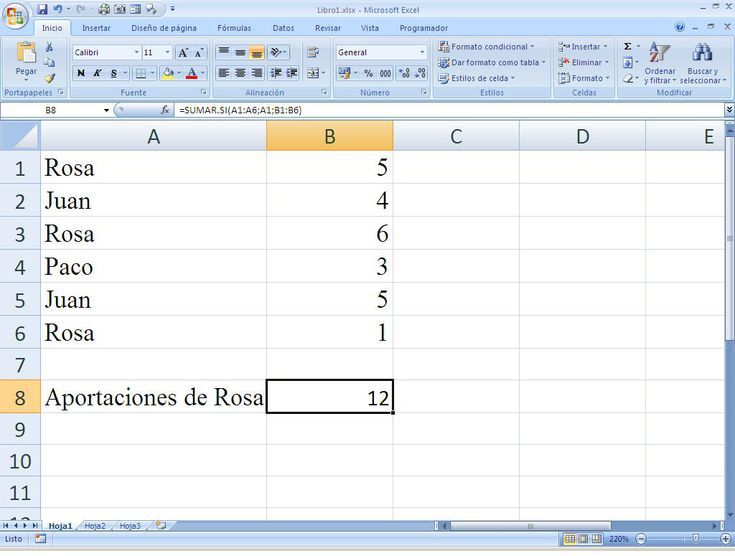 Libro1.xlsx - Microsoft Excel
Inicio Insertar Diseño de página Fórmulas Datos Revisar Vista Programador
Pegar
Calibri 11
N K S
General
% 000
Formato condicional
Dar formato como tabla
Estilos de celda
Insertar
Eliminar
Formato
Σ
Ordenar y filtrar
Buscar y seleccionar
Portapapeles Fuente Alineación Número Estilos Celdas Modificar
B8 fx =SUMAR.SI(A1:A6;A1;B1:B6)
A B C D E
1 Rosa 5
2 Juan 4
3 Rosa 6
4 Paco 3
5 Juan 5
6 Rosa 1
7
8 Aportaciones de Rosa 12
9
10
11
12
Hoja1 Hoja2 Hoja3
Listo 220%